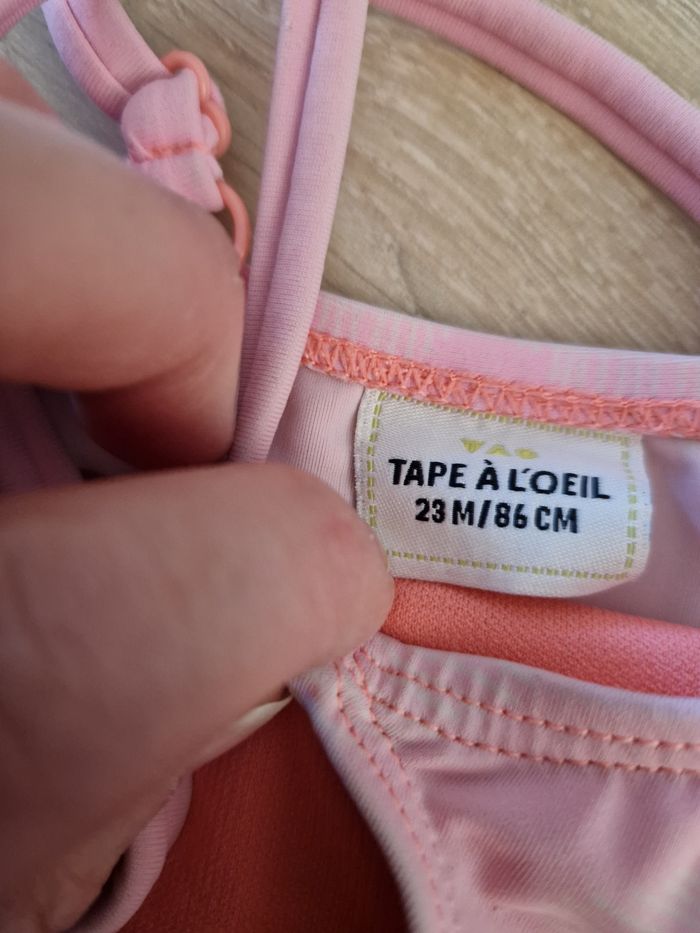 TAPE À L'OEIL
23 M/86 CM